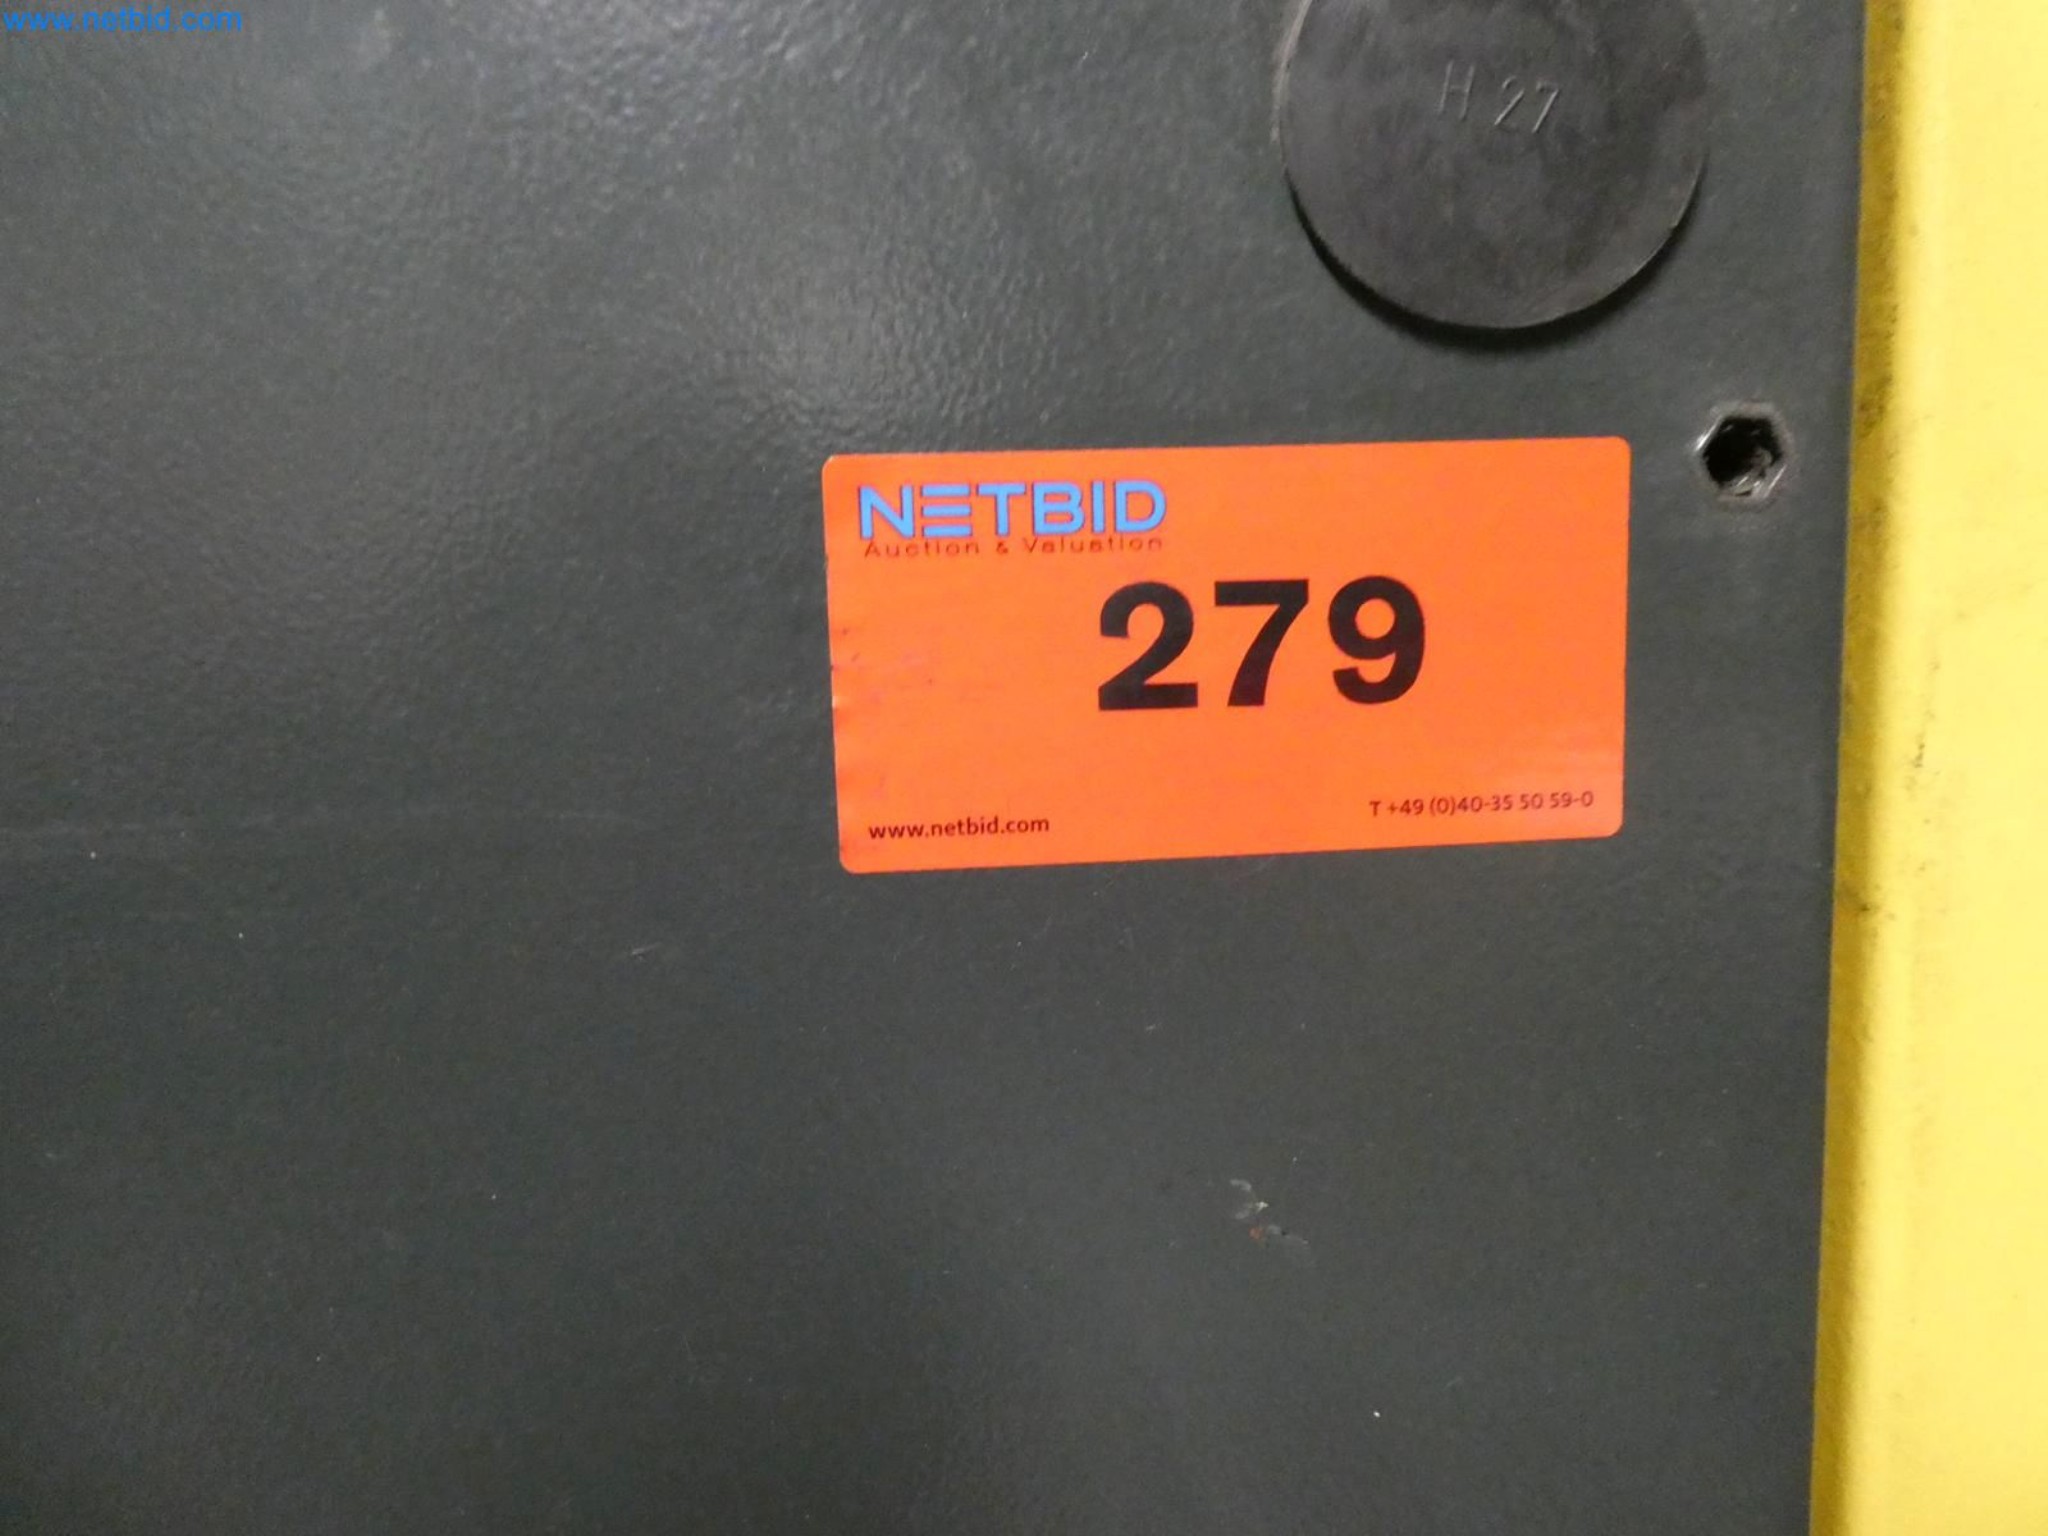 www.netbid.com
H 27
NETBID
Auction & Valuation
279
www.netbid.com
T +49 (0)40-35 50 59-0